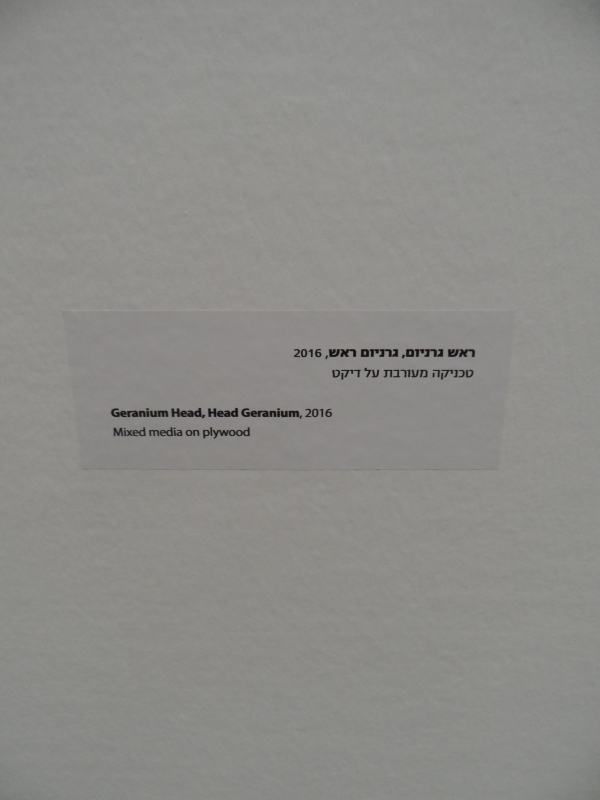 ראש גרניום, גרניום ראש, 2016
טכניקה מעורבת על דיקט
Geranium Head, Head Geranium, 2016
Mixed media on plywood